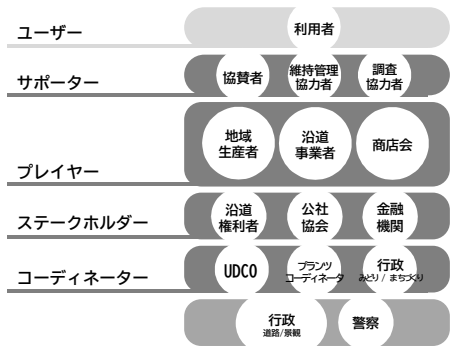 ユーザー
利用者
サポーター
協賛者
維持管理
協力者
調査
協力者
プレイヤー
地域
生産者
沿道
事業者
商店会
ステークホルダー
沿道
権利者
公社
協会
金融
機関
コーディネーター
UDCO
プランツ
コーディネータ
行政
みどり / まちづくり
行政
道路/景観
警察